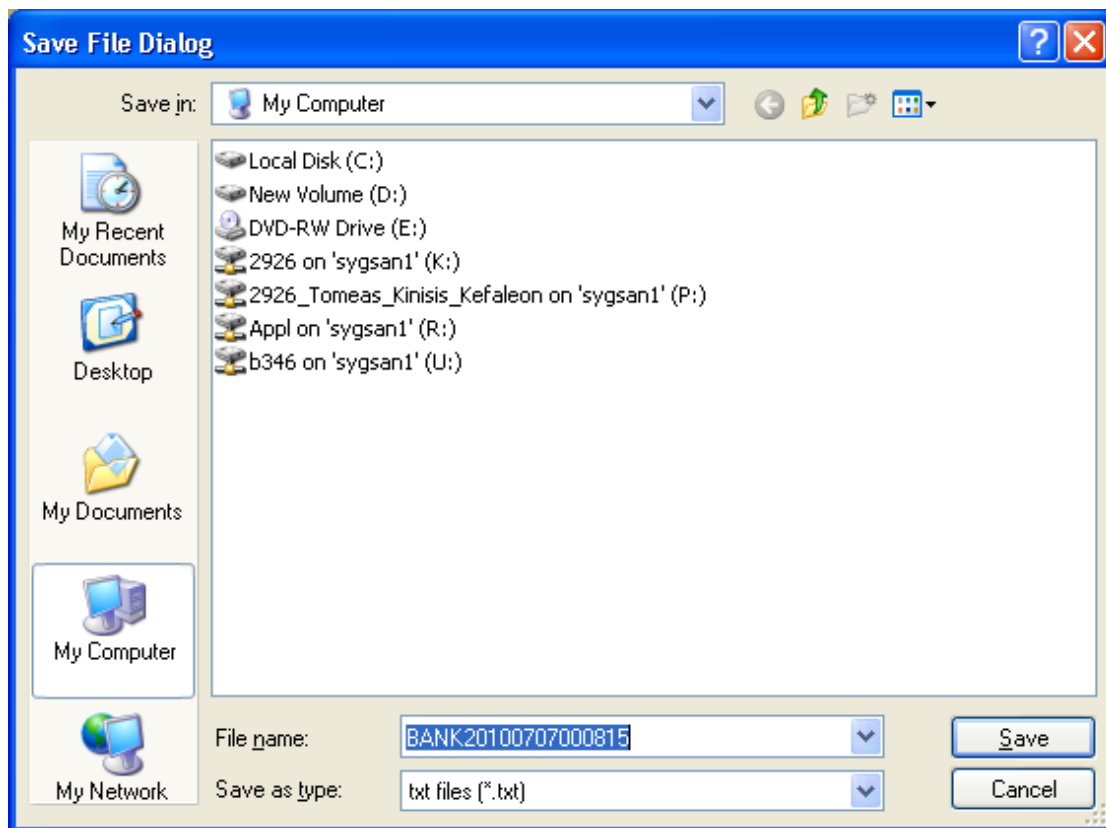 Save File Dialog
Save in: My Computer
My Recent
Documents
Desktop
My Documents
My Computer
My Network
Local Disk (C:)
New Volume (D:)
DVD-RW Drive (E:)
2926 on 'sygsan1' (K:)
2926_Tomeas_Kinisis_Kefaleon on 'sygsan1' (P:)
Appl on 'sygsan1' (R:)
b346 on 'sygsan1' (U:)
File name: BANK20100707000815 Save
Save as type: txt files (*.txt) Cancel